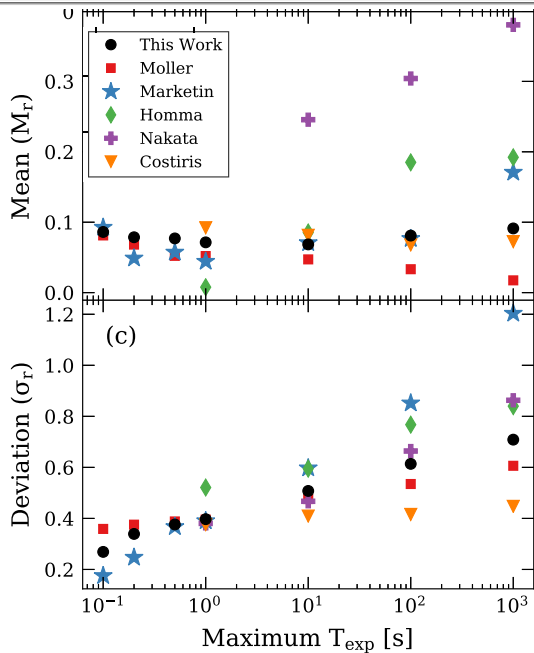 This Work
Moller
Marketin
Homma
Nakata
Costiris
0.3
0.2
0.1
0.0
Mean (Mᵣ)
(c)
1.2
1.0
0.8
0.6
0.4
0.2
Deviation (σᵣ)
10⁻¹ 10⁰ 10¹ 10² 10³
Maximum T_exp [s]